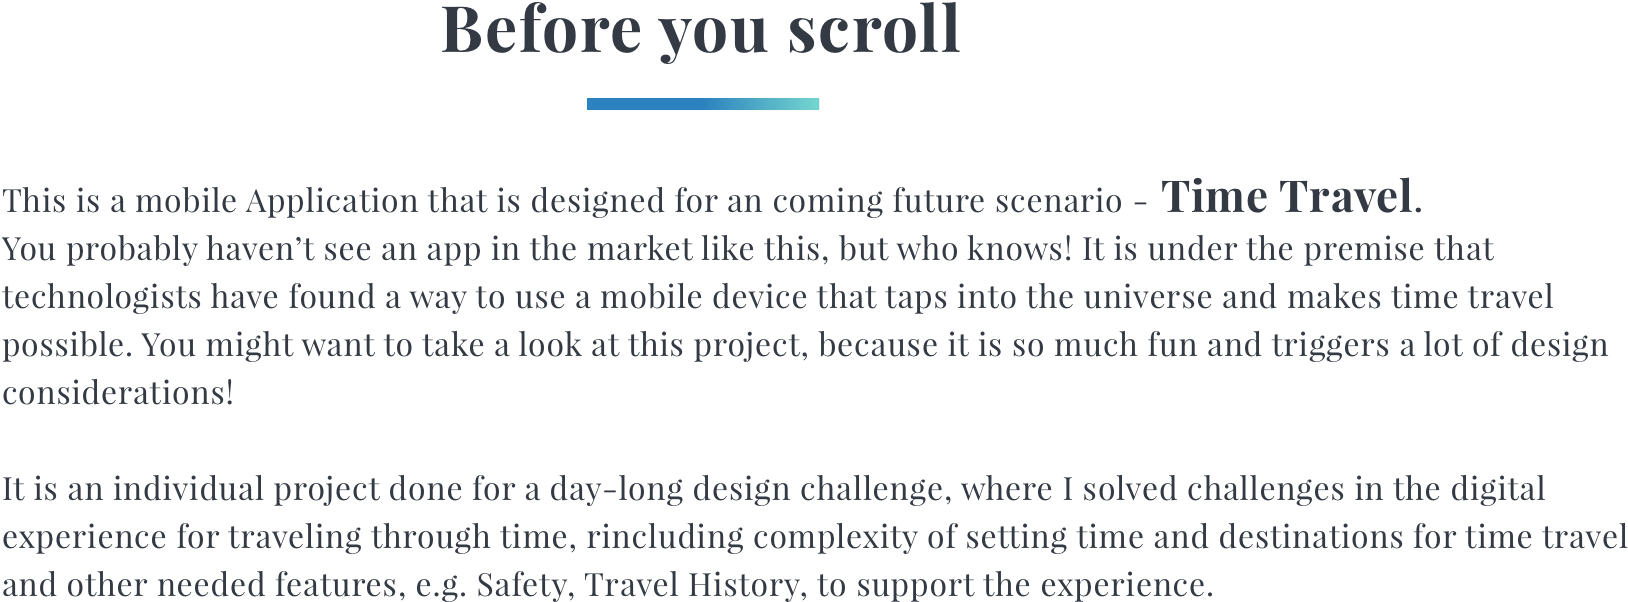 Before you scroll
This is a mobile Application that is designed for an coming future scenario - Time Travel.
You probably haven’t see an app in the market like this, but who knows! It is under the premise that
technologists have found a way to use a mobile device that taps into the universe and makes time travel
possible. You might want to take a look at this project, because it is so much fun and triggers a lot of design
considerations!
It is an individual project done for a day-long design challenge, where I solved challenges in the digital
experience for traveling through time, rincluding complexity of setting time and destinations for time travel
and other needed features, e.g. Safety, Travel History, to support the experience.